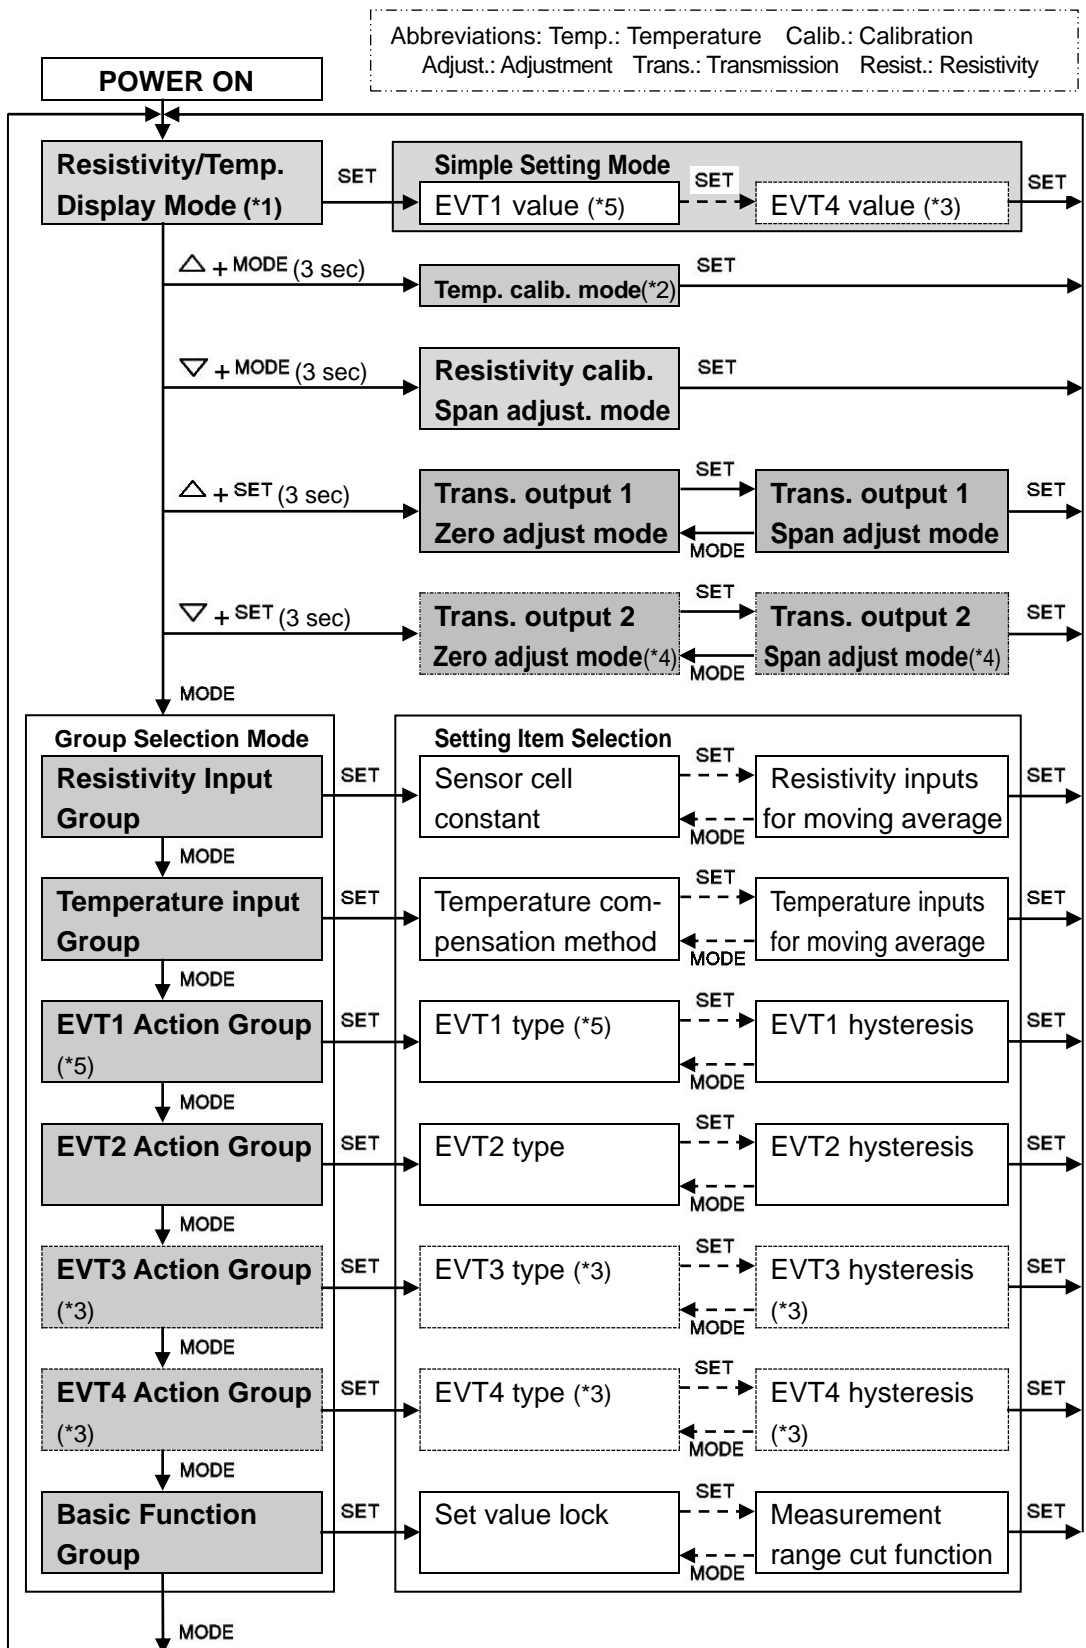 Abbreviations: Temp.: Temperature Calib.: Calibration
Adjust.: Adjustment Trans.: Transmission Resist.: Resistivity
POWER ON
Resistivity/Temp.
Display Mode (*1)
SET
Simple Setting Mode
EVT1 value (*5)
SET
EVT4 value (*3)
SET
△ + MODE (3 sec)
Temp. calib. mode(*2)
SET
▽ + MODE (3 sec)
Resistivity calib.
Span adjust. mode
SET
△ + SET (3 sec)
Trans. output 1
Zero adjust mode
SET
MODE
Trans. output 1
Span adjust mode
SET
▽ + SET (3 sec)
Trans. output 2
Zero adjust mode(*4)
SET
MODE
Trans. output 2
Span adjust mode(*4)
SET
MODE
Group Selection Mode
Setting Item Selection
Resistivity Input
Group
SET
Sensor cell
constant
SET
MODE
Resistivity inputs
for moving average
SET
MODE
Temperature input
Group
SET
Temperature com-
pensation method
SET
MODE
Temperature inputs
for moving average
SET
MODE
EVT1 Action Group
(*5)
SET
EVT1 type (*5)
SET
MODE
EVT1 hysteresis
SET
MODE
EVT2 Action Group
SET
EVT2 type
SET
MODE
EVT2 hysteresis
SET
MODE
EVT3 Action Group
(*3)
SET
EVT3 type (*3)
SET
MODE
EVT3 hysteresis
(*3)
SET
MODE
EVT4 Action Group
(*3)
SET
EVT4 type (*3)
SET
MODE
EVT4 hysteresis
(*3)
SET
MODE
Basic Function
Group
SET
Set value lock
SET
MODE
Measurement
range cut function
SET
MODE